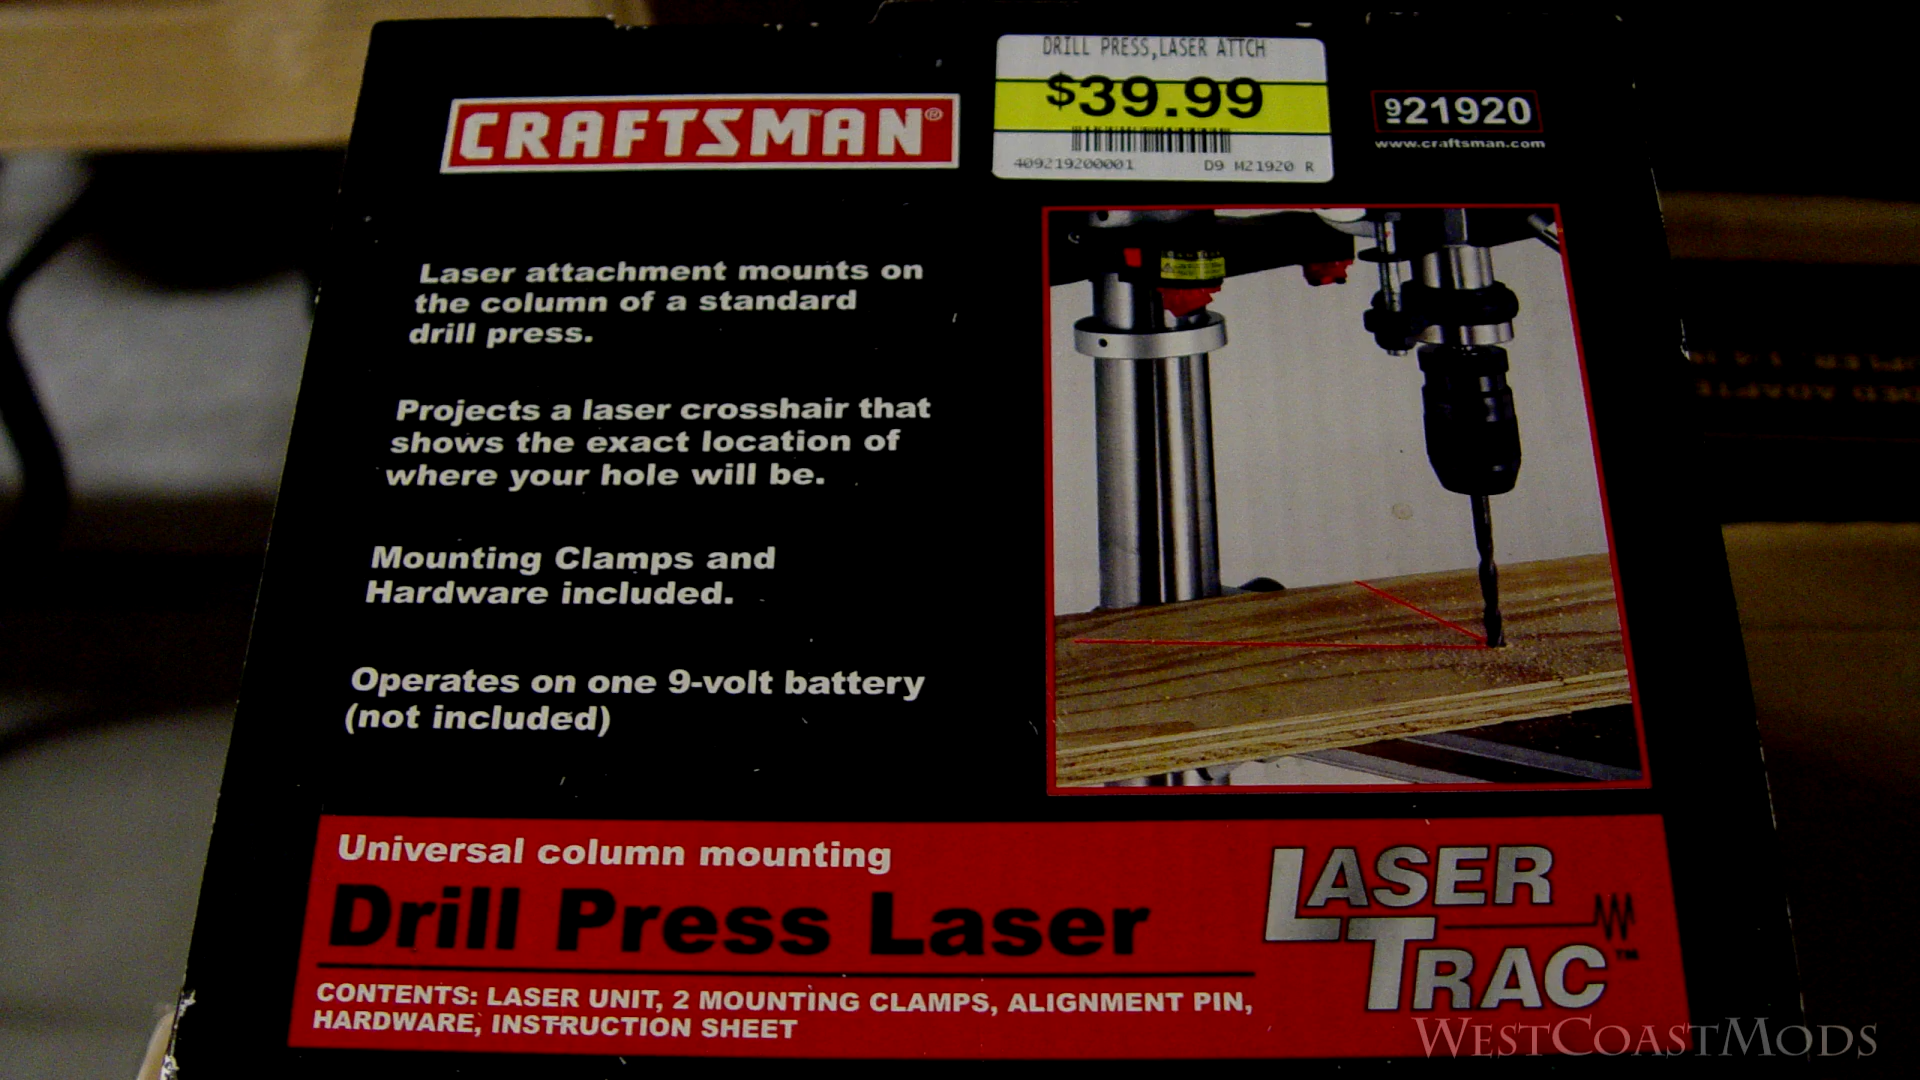 DRILL PRESS,LASER ATTCH
$39.99
409219200001 D9 M21920 R
CRAFTSMAN®
921920
www.craftsman.com
Laser attachment mounts on
the column of a standard
drill press.
Projects a laser crosshair that
shows the exact location of
where your hole will be.
Mounting Clamps and
Hardware included.
Operates on one 9-volt battery
(not included)
Universal column mounting
Drill Press Laser
CONTENTS: LASER UNIT, 2 MOUNTING CLAMPS, ALIGNMENT PIN,
HARDWARE, INSTRUCTION SHEET
LASER
TRAC™
WESTCOASTMODS